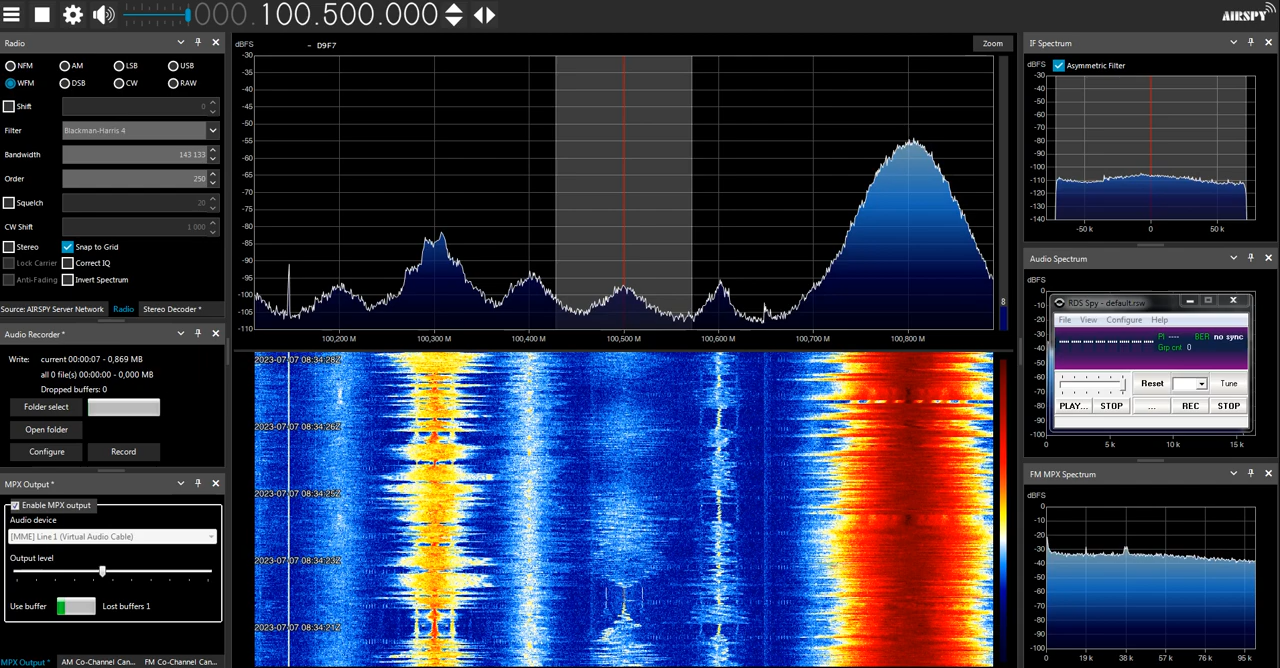 000.100.500.000
AIRSPY
Radio
NFM AM LSB USB
WFM DSB CW RAW
Shift 0
Filter Blackman-Harris 4
Bandwidth 143 133
Order 250
Squelch 20
CW Shift 1 000
Stereo Snap to Grid
Lock Carrier Correct IQ
Anti-Fading Invert Spectrum
Source: AIRSPY Server Network Radio Stereo Decoder *
Audio Recorder *
Write: current 00:00:07 - 0,869 MB
all 0 file(s) 00:00:00 - 0,000 MB
Dropped buffers: 0
Folder select
Open folder
Configure Record
MPX Output *
Enable MPX output
Audio device
[MME] Line 1 (Virtual Audio Cable)
Output level
Use buffer Lost buffers 1
MPX Output * AM Co-Channel Can... FM Co-Channel Can...
dBFS - D9F7 Zoom
-30
-35
-40
-45
-50
-55
-60
-65
-70
-75
-80
-85
-90
-95
-100
-105
-110
8
100,200 M 100,300 M 100,400 M 100,500 M 100,600 M 100,700 M 100,800 M
2023-07-07 08:34:28Z
2023-07-07 08:34:26Z
2023-07-07 08:34:25Z
2023-07-07 08:34:23Z
2023-07-07 08:34:21Z
IF Spectrum
dBFS Asymmetric Filter
-30
-40
-50
-60
-70
-80
-90
-100
-110
-120
-130
-140
-50 k 0 50 k
Audio Spectrum
dBFS
0
-10
-20
-30
-40
-50
-60
-70
-80
-90
-100
0 5 k 10 k 15 k
RDS Spy - default.rsw
File View Configure Help
PI ---- BER no sync
Grp cnt 0
Reset Tune
PLAY... STOP ... REC STOP
FM MPX Spectrum
dBFS
0
-10
-20
-30
-40
-50
-60
-70
-80
-90
-100
0 19 k 38 k 57 k 76 k 95 k